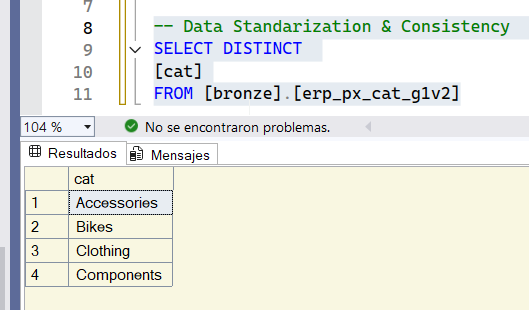 7
8 -- Data Standarization & Consistency
9 SELECT DISTINCT
10 [cat]
11 FROM [bronze].[erp_px_cat_g1v2]
104 % No se encontraron problemas.
Resultados Mensajes
cat
1 Accessories
2 Bikes
3 Clothing
4 Components